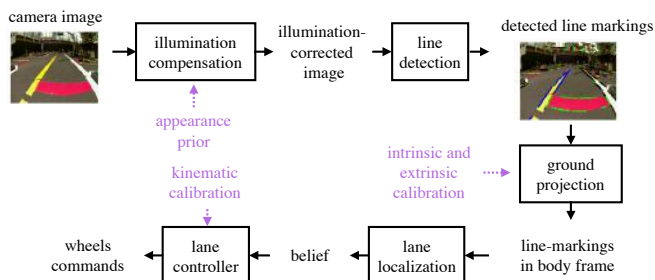 camera image
illumination
compensation
illumination-
corrected
image
line
detection
detected line markings
appearance
prior
kinematic
calibration
intrinsic and
extrinsic
calibration
ground
projection
wheels
commands
lane
controller
belief
lane
localization
line-markings
in body frame